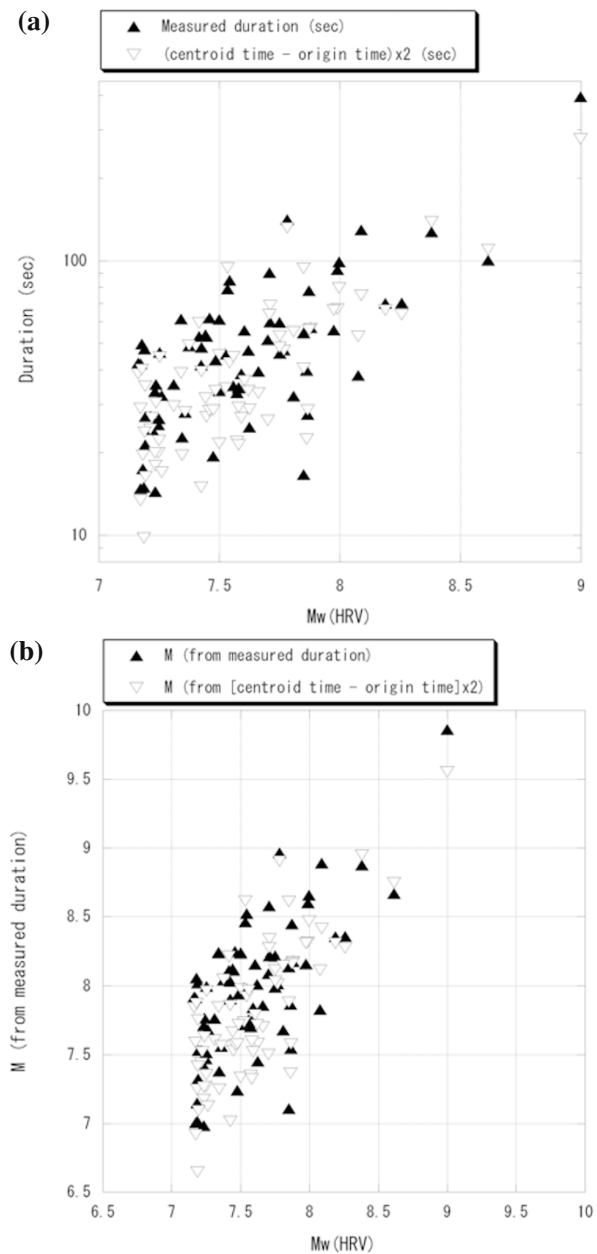 (a)
▲ Measured duration (sec)
▽ (centroid time - origin time)x2 (sec)
100
10
Duration (sec)
7 7.5 8 8.5 9
Mw(HRV)
(b)
▲ M (from measured duration)
▽ M (from [centroid time - origin time]x2)
10
9.5
9
8.5
8
7.5
7
6.5
M (from measured duration)
6.5 7 7.5 8 8.5 9 9.5 10
Mw(HRV)